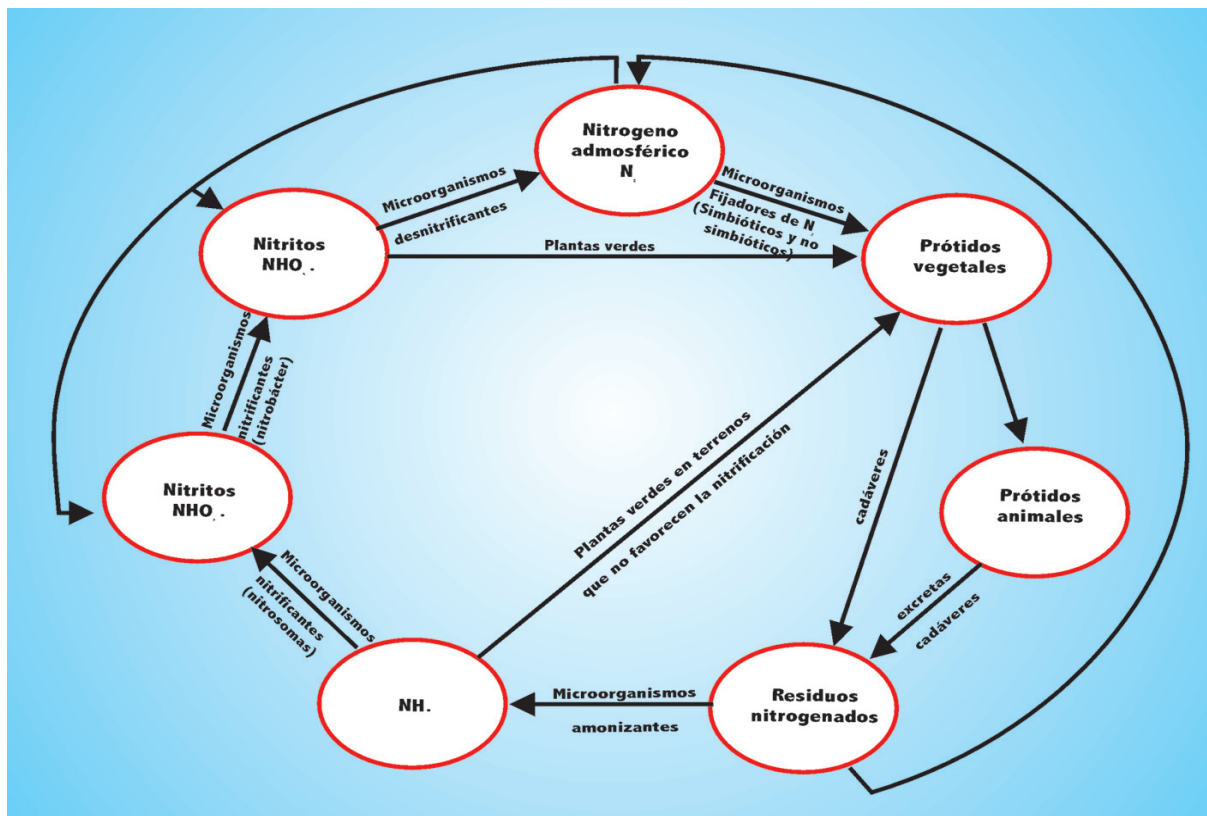 Nitrogeno
admosférico
N
Microorganismos
desnitrificantes
Microorganismos
Fijadores de N
(Simbióticos y no
simbióticos)
Nitritos
NHO .
Plantas verdes
Prótidos
vegetales
Microorganismos
nitrificantes
(nitrobácter)
Nitritos
NHO .
Plantas verdes en terrenos
que no favorecen la nitrificación
cadáveres
Prótidos
animales
excretas
cadáveres
Microorganismos
nitrificantes
(nitrosomas)
NH.
Microorganismos
amonizantes
Residuos
nitrogenados